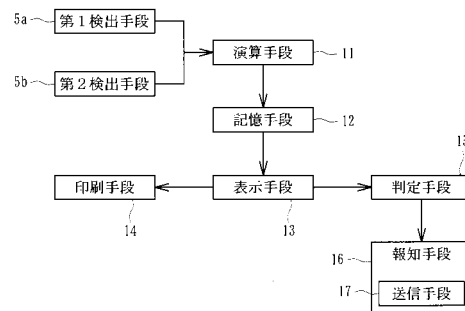 5a 第1検出手段
5b 第2検出手段
演算手段 11
記憶手段 12
15
印刷手段 表示手段 判定手段
14 13
16 報知手段
17 送信手段